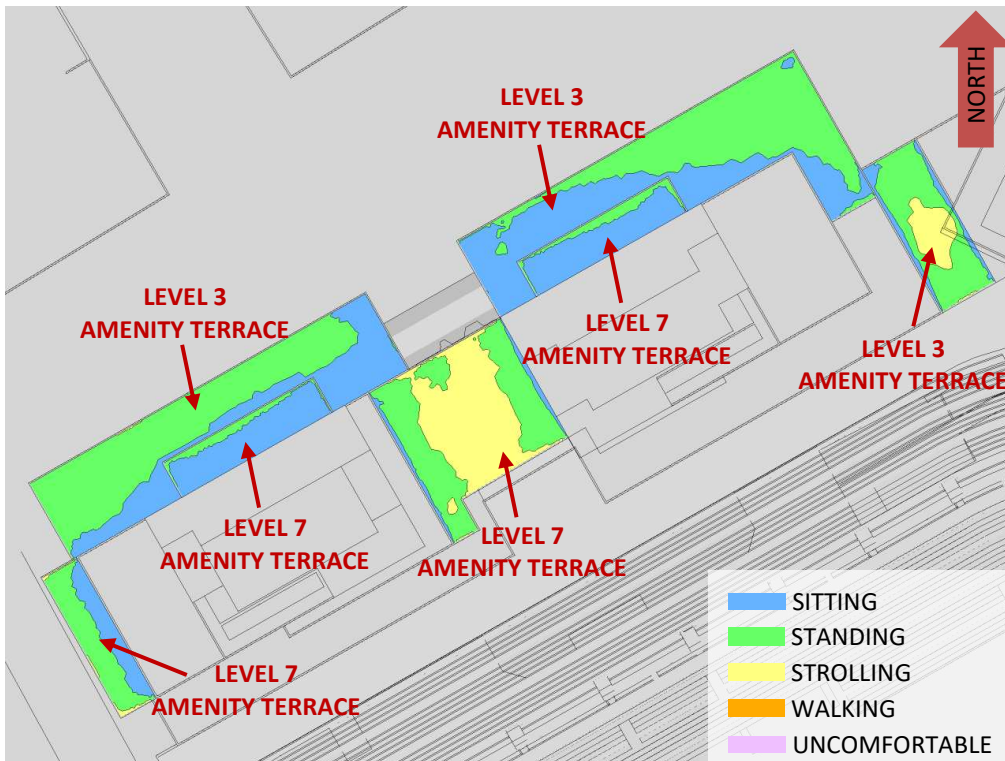 NORTH
LEVEL 3
AMENITY TERRACE
LEVEL 3
AMENITY TERRACE
LEVEL 7
AMENITY TERRACE
LEVEL 3
AMENITY TERRACE
LEVEL 7
AMENITY TERRACE
LEVEL 7
AMENITY TERRACE
LEVEL 7
AMENITY TERRACE
SITTING
STANDING
STROLLING
WALKING
UNCOMFORTABLE